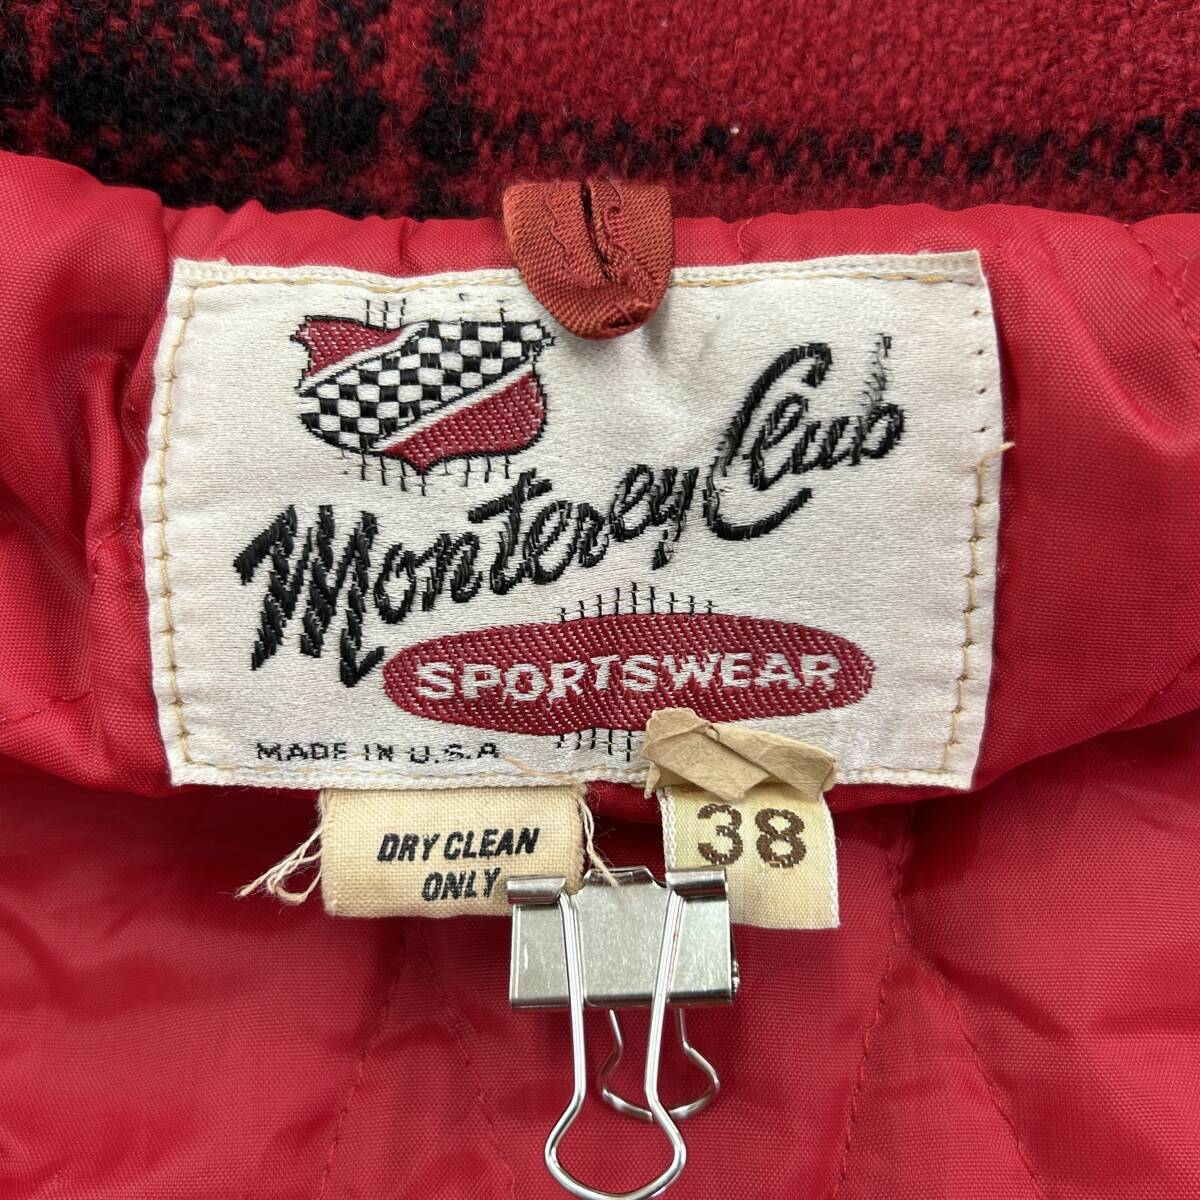 Monterey Club
SPORTSWEAR
MADE IN U.S.A
DRY CLEAN
ONLY
38